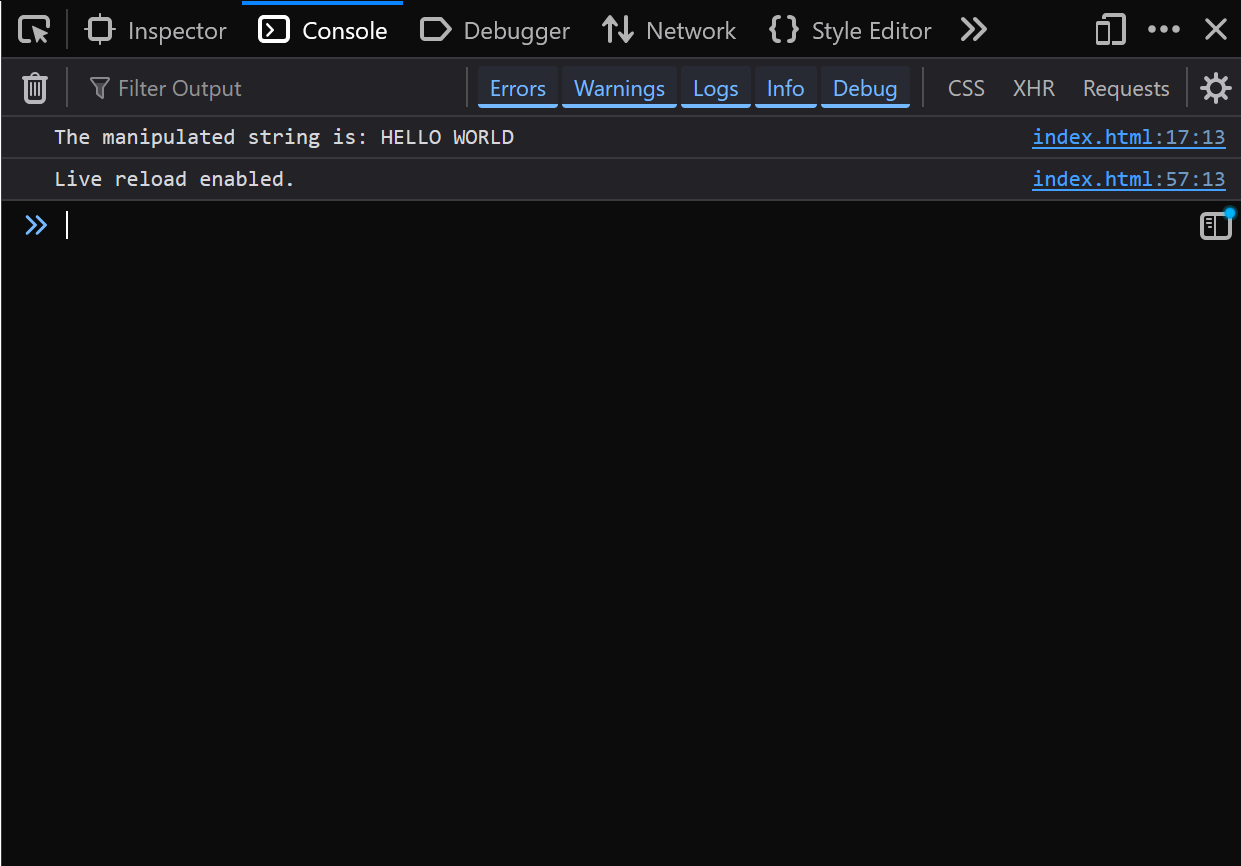 Inspector Console Debugger Network Style Editor
Filter Output Errors Warnings Logs Info Debug CSS XHR Requests
The manipulated string is: HELLO WORLD index.html:17:13
Live reload enabled. index.html:57:13